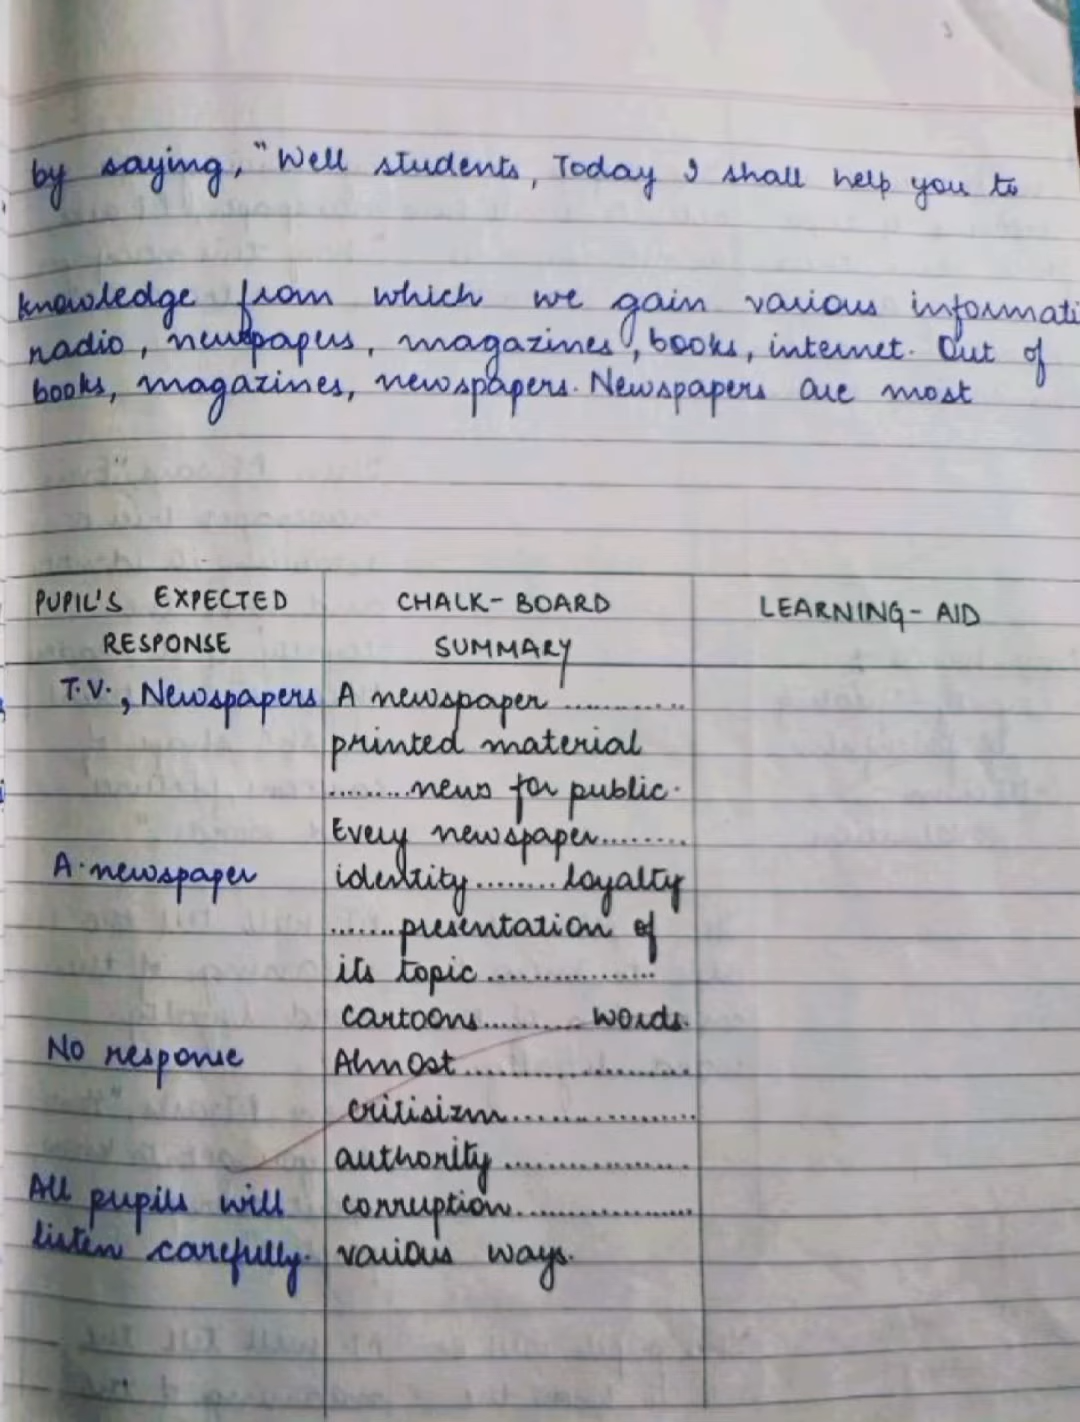 by saying, "Well students, Today I shall help you to
knowledge from which we gain various informati
radio, newspapers, magazines, books, internet. Out of
books, magazines, newspapers. Newspapers are most
PUPIL'S EXPECTED RESPONSE
CHALK-BOARD SUMMARY
LEARNING-AID
T.V., Newspapers
A newspaper
A newspaper ............
printed material
.........news for public.
Every newspaper........
identity........loyalty
.......presentation of
its topic ................
cartoons.......... words.
No response
Almost......................
critisizm..................
authority ..................
All pupils will
listen carefully.
corruption..................
various ways.